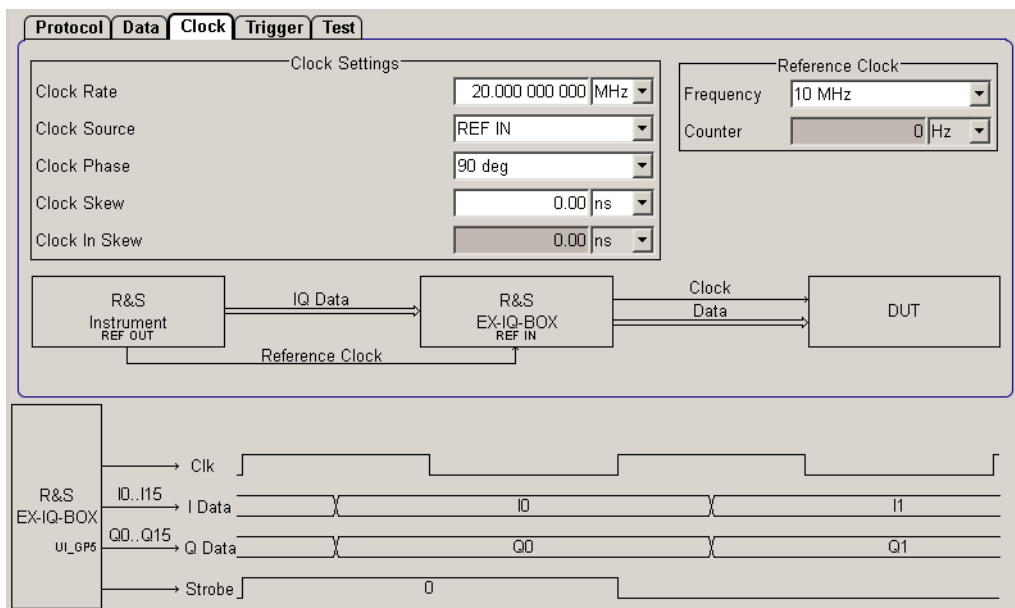 Protocol Data Clock Trigger Test
Clock Settings
Clock Rate 20.000 000 000 MHz
Clock Source REF IN
Clock Phase 90 deg
Clock Skew 0.00 ns
Clock In Skew 0.00 ns
Reference Clock
Frequency 10 MHz
Counter 0 Hz
R&S
Instrument
REF OUT
IQ Data
Reference Clock
R&S
EX-IQ-BOX
REF IN
Clock
Data
DUT
R&S
EX-IQ-BOX
UI_GP5
Clk
I0..I15
I Data I0 I1
Q0..Q15
Q Data Q0 Q1
Strobe 0